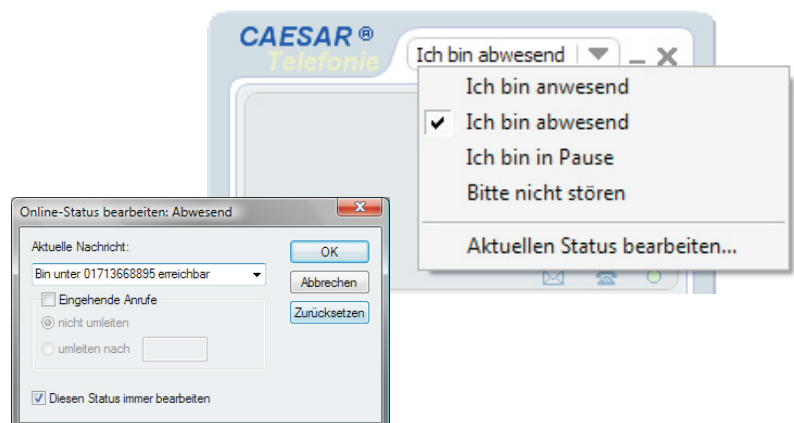 CAESAR ®
Telefonie
Ich bin abwesend
Ich bin anwesend
Ich bin abwesend
Ich bin in Pause
Bitte nicht stören
Aktuellen Status bearbeiten...
Online-Status bearbeiten: Abwesend
Aktuelle Nachricht:
Bin unter 01713668895 erreichbar
Eingehende Anrufe
nicht umleiten
umleiten nach
Diesen Status immer bearbeiten
OK
Abbrechen
Zurücksetzen